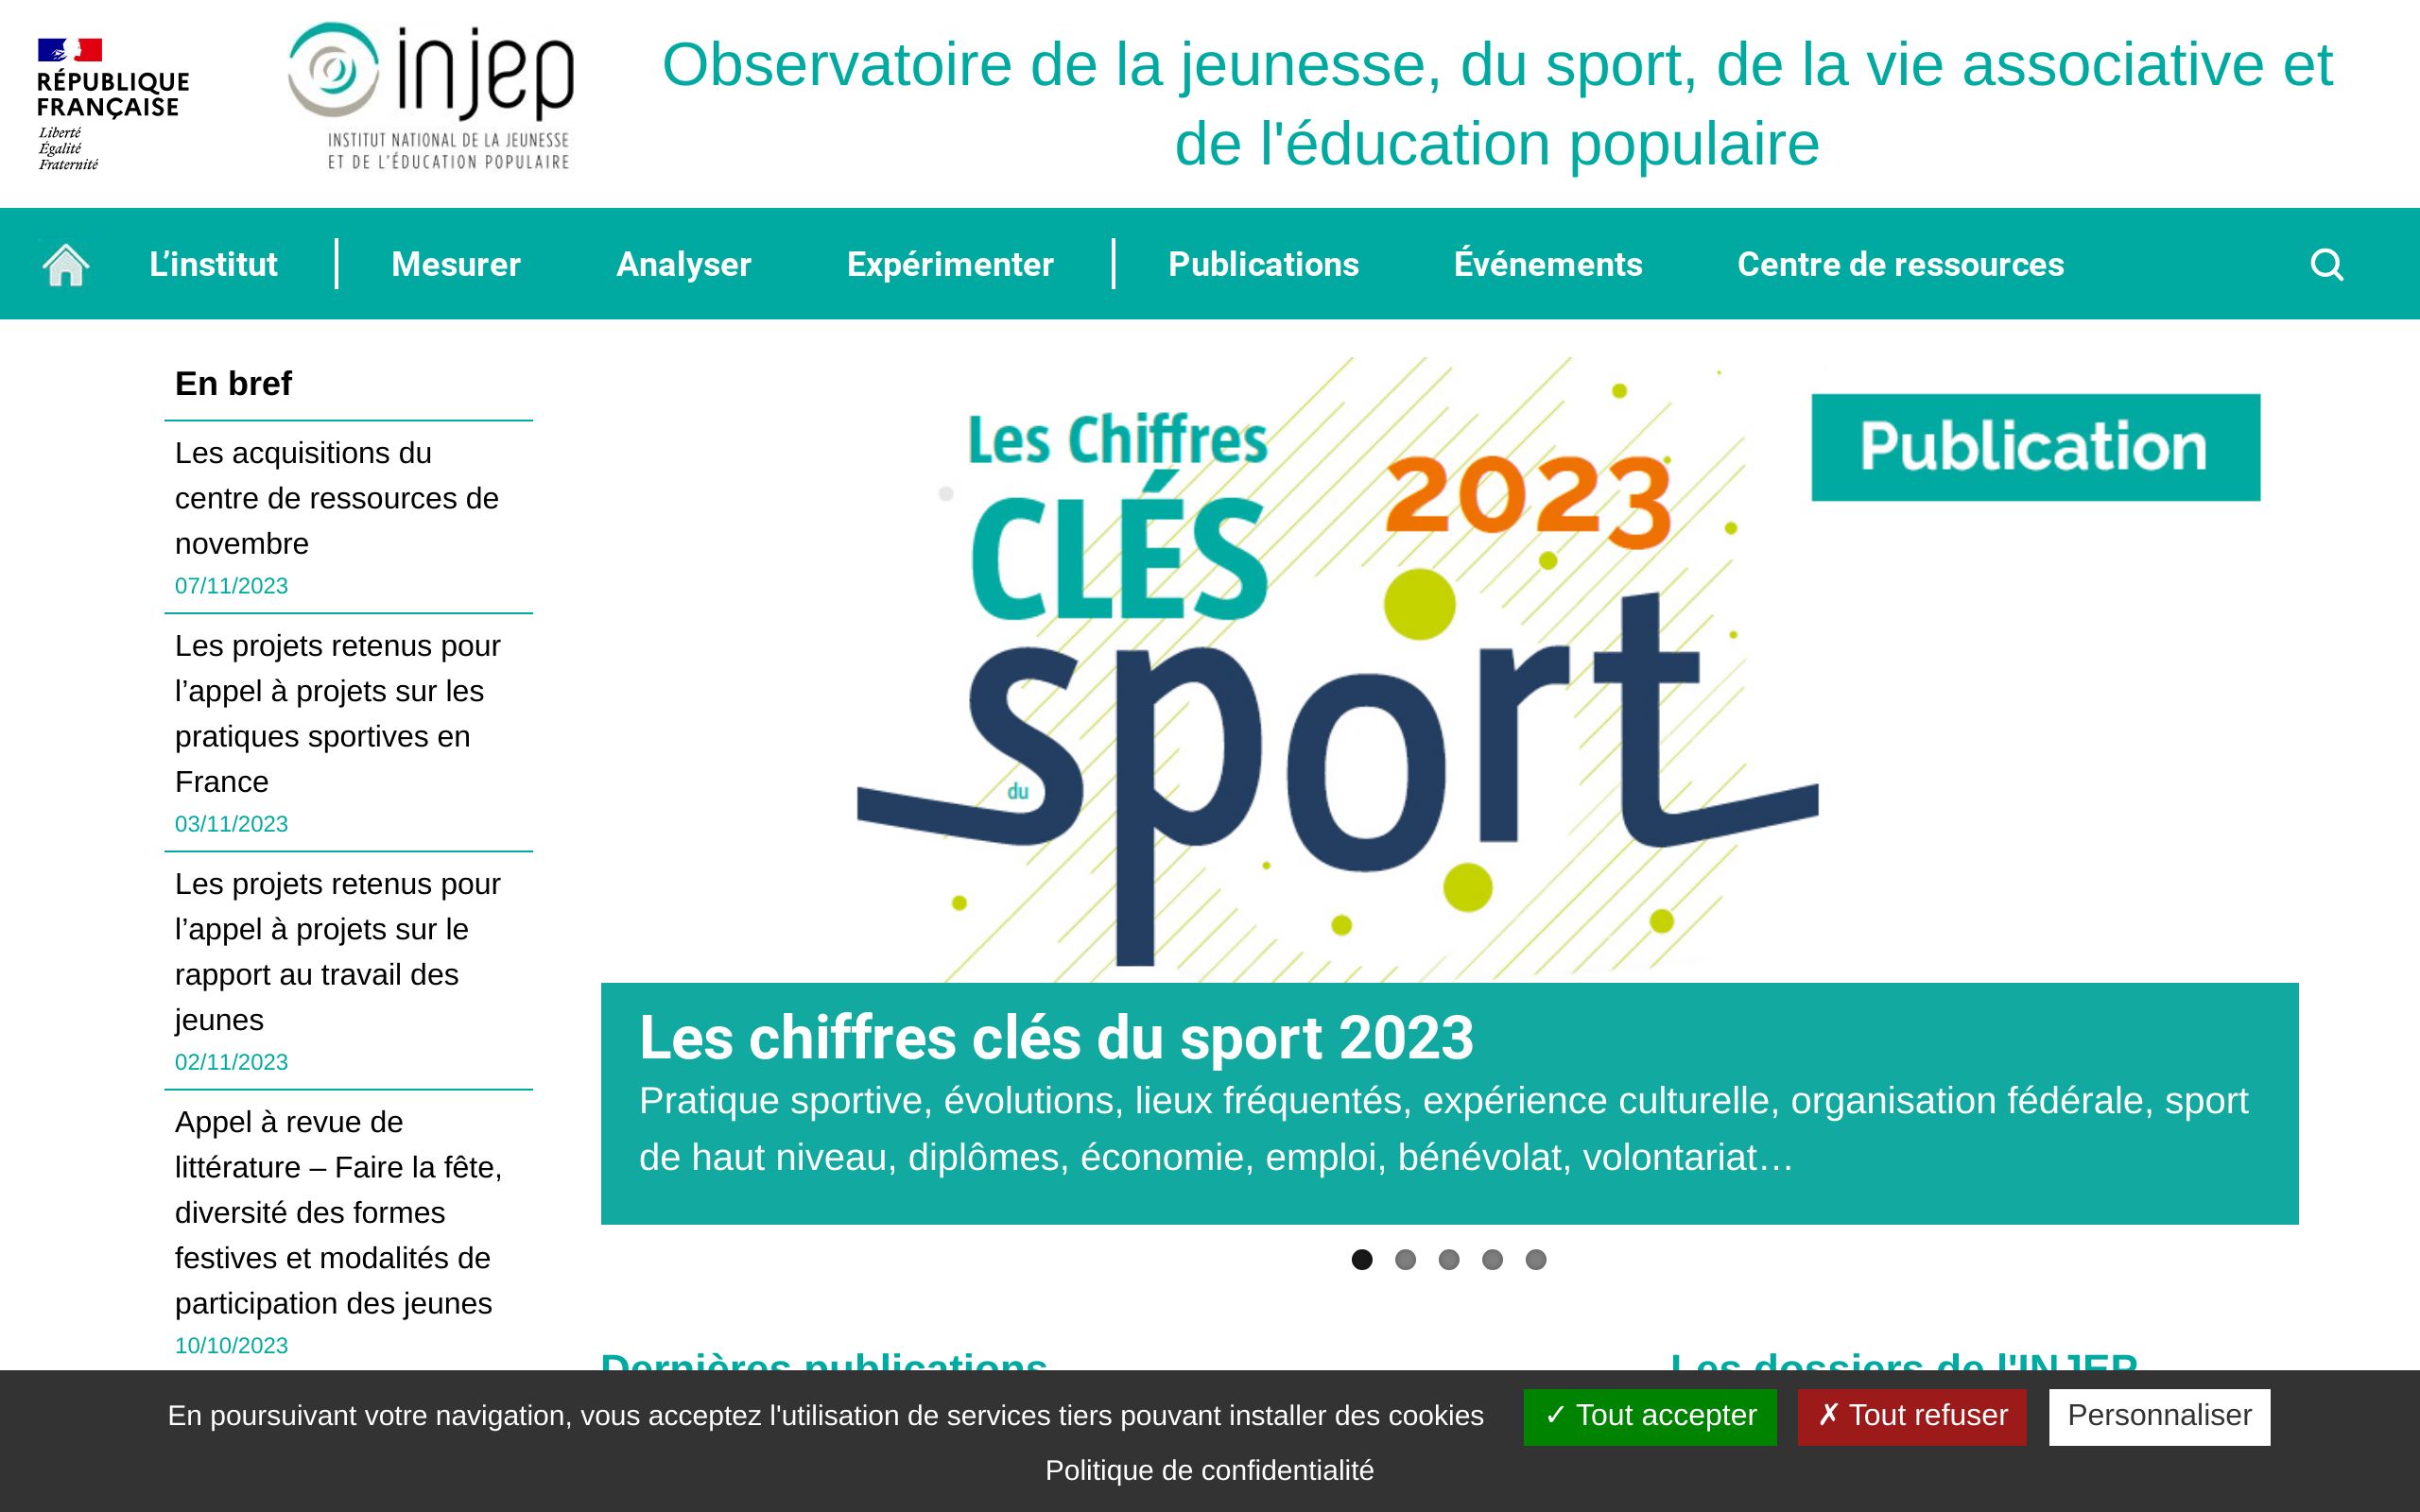 RÉPUBLIQUE
FRANÇAISE
Liberté
Égalité
Fraternité
injep
INSTITUT NATIONAL DE LA JEUNESSE
ET DE L'ÉDUCATION POPULAIRE
Observatoire de la jeunesse, du sport, de la vie associative et
de l'éducation populaire
L’institut
Mesurer
Analyser
Expérimenter
Publications
Événements
Centre de ressources
En bref
Les acquisitions du
centre de ressources de
novembre
07/11/2023
Les projets retenus pour
l’appel à projets sur les
pratiques sportives en
France
03/11/2023
Les projets retenus pour
l’appel à projets sur le
rapport au travail des
jeunes
02/11/2023
Appel à revue de
littérature – Faire la fête,
diversité des formes
festives et modalités de
participation des jeunes
10/10/2023
Les Chiffres
CLÉS
2023
du
sport
Publication
Les chiffres clés du sport 2023
Pratique sportive, évolutions, lieux fréquentés, expérience culturelle, organisation fédérale, sport
de haut niveau, diplômes, économie, emploi, bénévolat, volontariat…
Dernières publications
Les dossiers de l'INJEP
En poursuivant votre navigation, vous acceptez l'utilisation de services tiers pouvant installer des cookies
✓ Tout accepter
✗ Tout refuser
Personnaliser
Politique de confidentialité